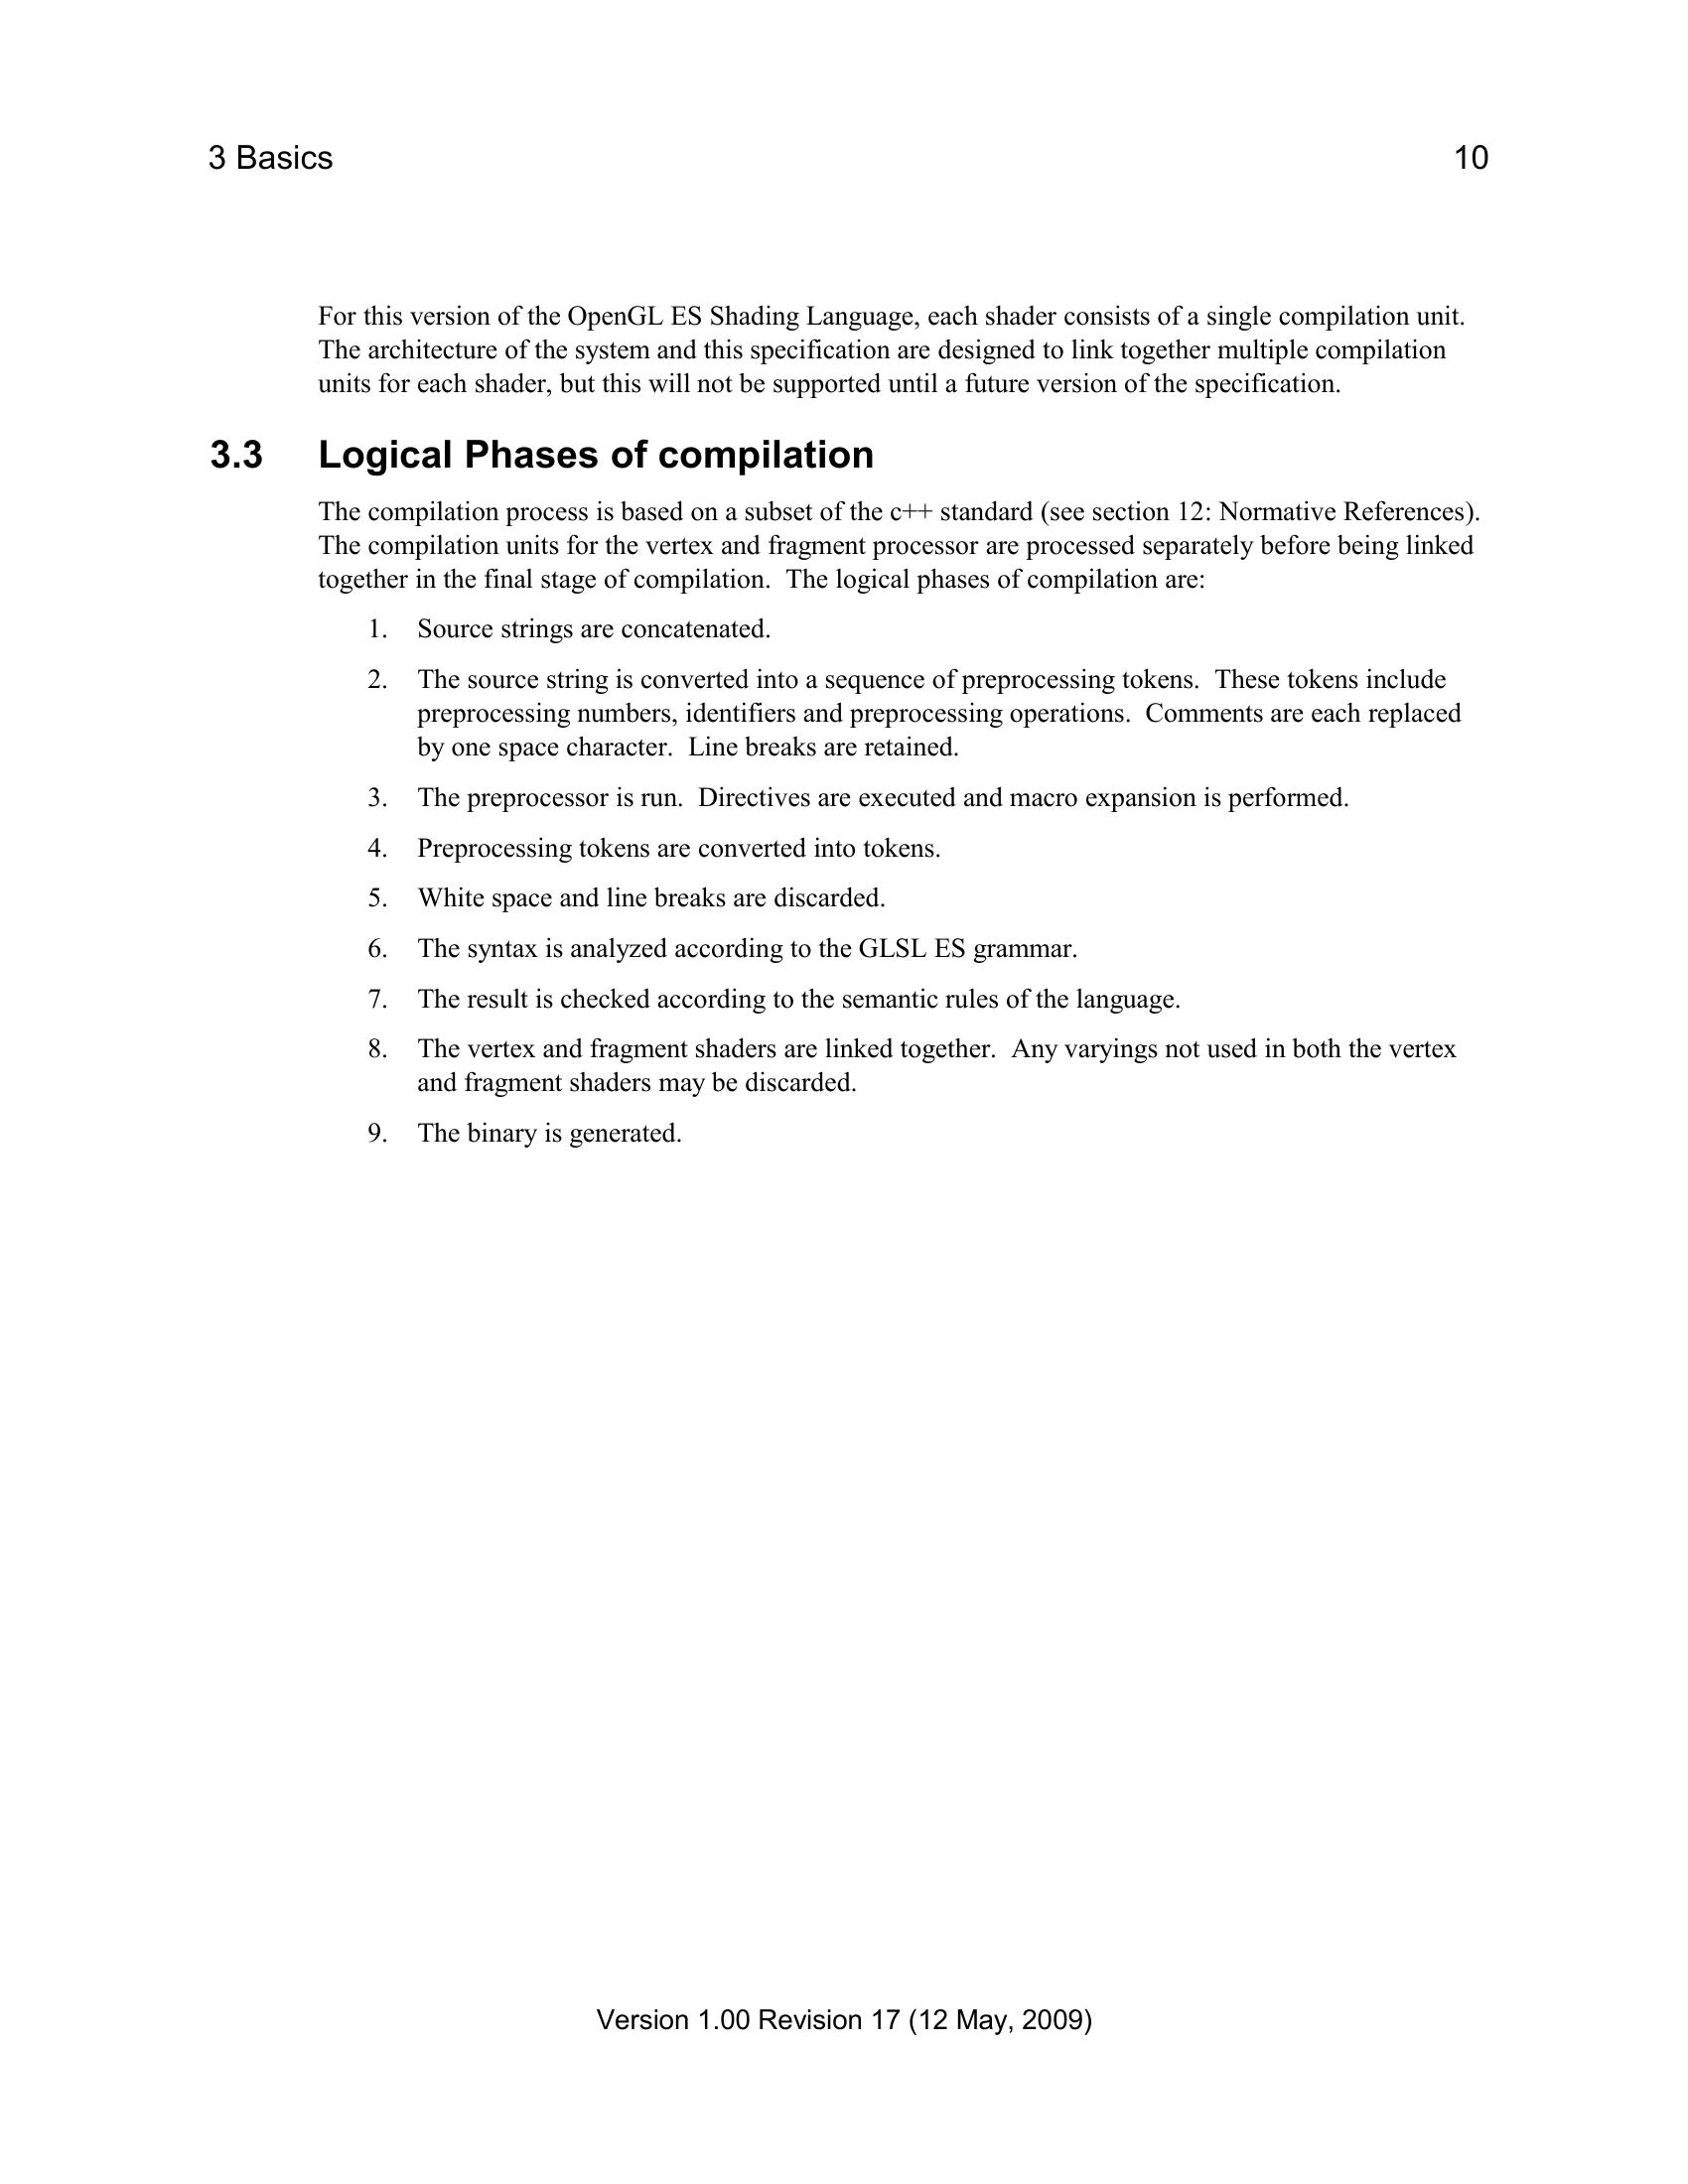 3 Basics 10
For this version of the OpenGL ES Shading Language, each shader consists of a single compilation unit.
The architecture of the system and this specification are designed to link together multiple compilation
units for each shader, but this will not be supported until a future version of the specification.
3.3 Logical Phases of compilation
The compilation process is based on a subset of the c++ standard (see section 12: Normative References).
The compilation units for the vertex and fragment processor are processed separately before being linked
together in the final stage of compilation.  The logical phases of compilation are:
1. Source strings are concatenated.
2. The source string is converted into a sequence of preprocessing tokens.  These tokens include
preprocessing numbers, identifiers and preprocessing operations.  Comments are each replaced
by one space character.  Line breaks are retained.
3. The preprocessor is run.  Directives are executed and macro expansion is performed.
4. Preprocessing tokens are converted into tokens.
5. White space and line breaks are discarded.
6. The syntax is analyzed according to the GLSL ES grammar.
7. The result is checked according to the semantic rules of the language.
8. The vertex and fragment shaders are linked together.  Any varyings not used in both the vertex
and fragment shaders may be discarded.
9. The binary is generated.
Version 1.00 Revision 17 (12 May, 2009)